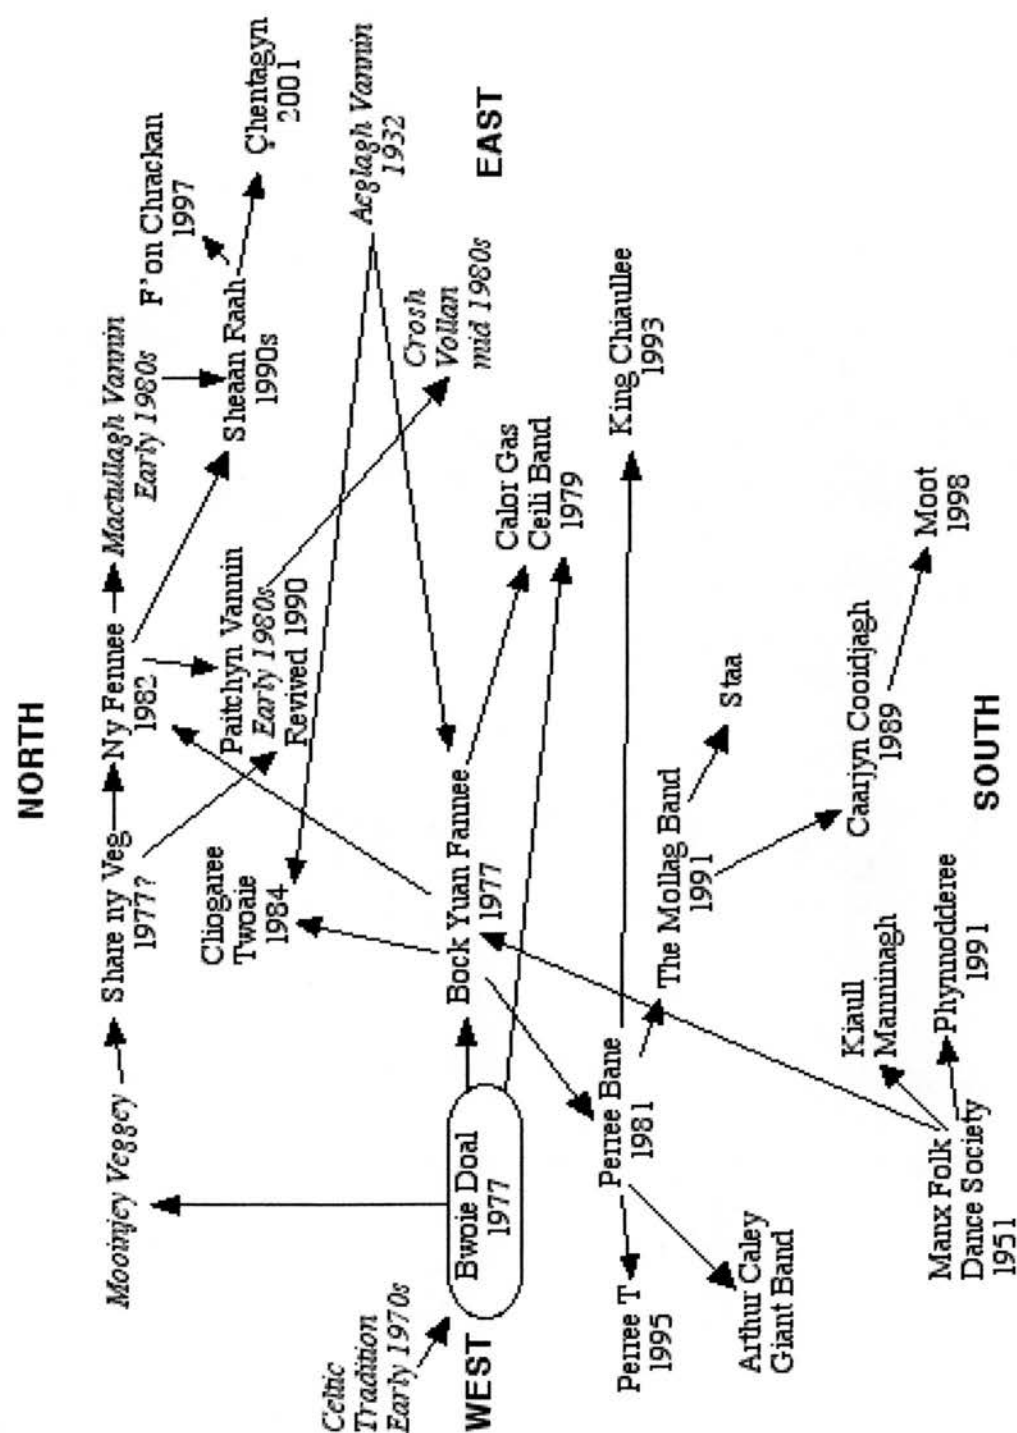 NORTH
Mooinjey Veggey
Share ny Veg
1977?
Ny Fennee
1982
Mactullagh Vannin
Early 1980s
F'on Chrackan
1997
Sheaan Raah
1990s
Çhentagyn
2001
Paitchyn Vannin
Early 1980s
Revived 1990
Cliogaree
Twoaie
1984
Aeglagh Vannin
1932
Crosh
Vollan
mid 1980s
EAST
Celtic
Tradition
Early 1970s
WEST
Bwoie Doal
1977
Bock Yuan Fannee
1977
Calor Gas
Ceili Band
1979
King Chiaullee
1993
Perree Bane
1981
Perree T
1995
Arthur Caley
Giant Band
The Mollag Band
1991
Staa
Caarjyn Cooidjagh
1989
Moot
1998
Kiaull
Manninagh
Phynnodderee
1991
Manx Folk
Dance Society
1951
SOUTH